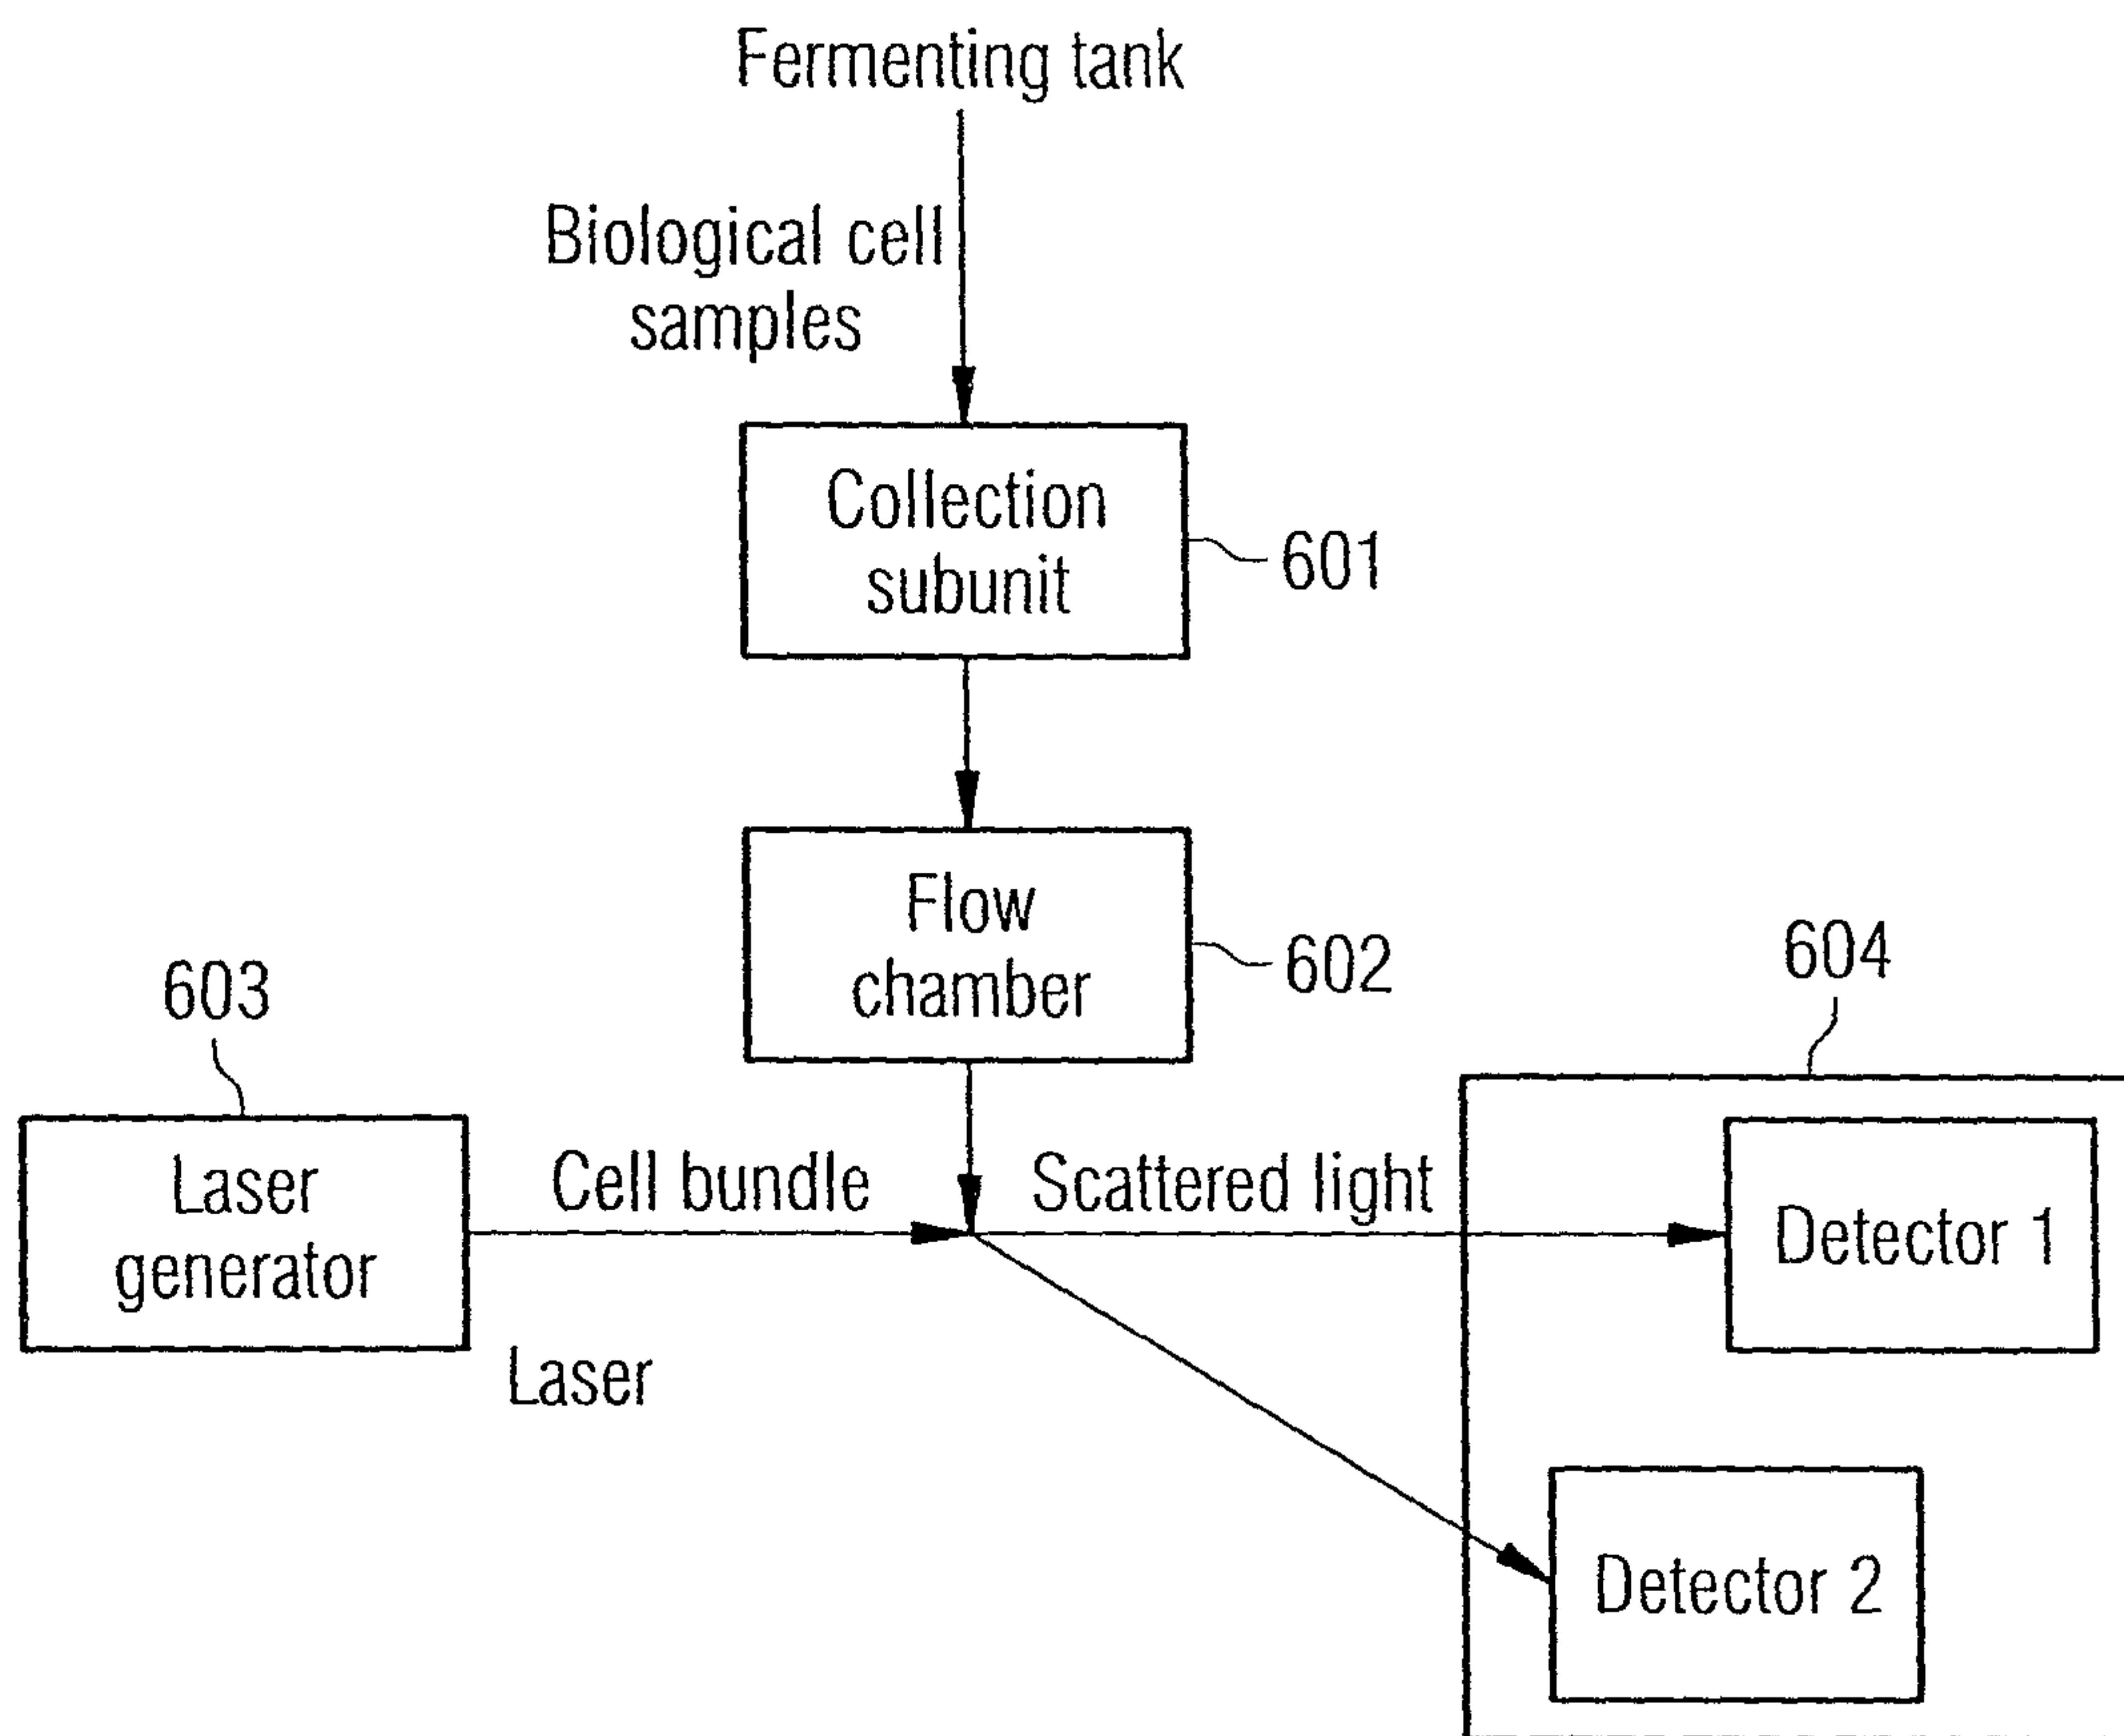 Fermenting tank
Biological cell
samples
Collection
subunit
601
Flow
chamber
602
603
604
Laser
generator
Cell bundle
Scattered light
Detector 1
Laser
Detector 2